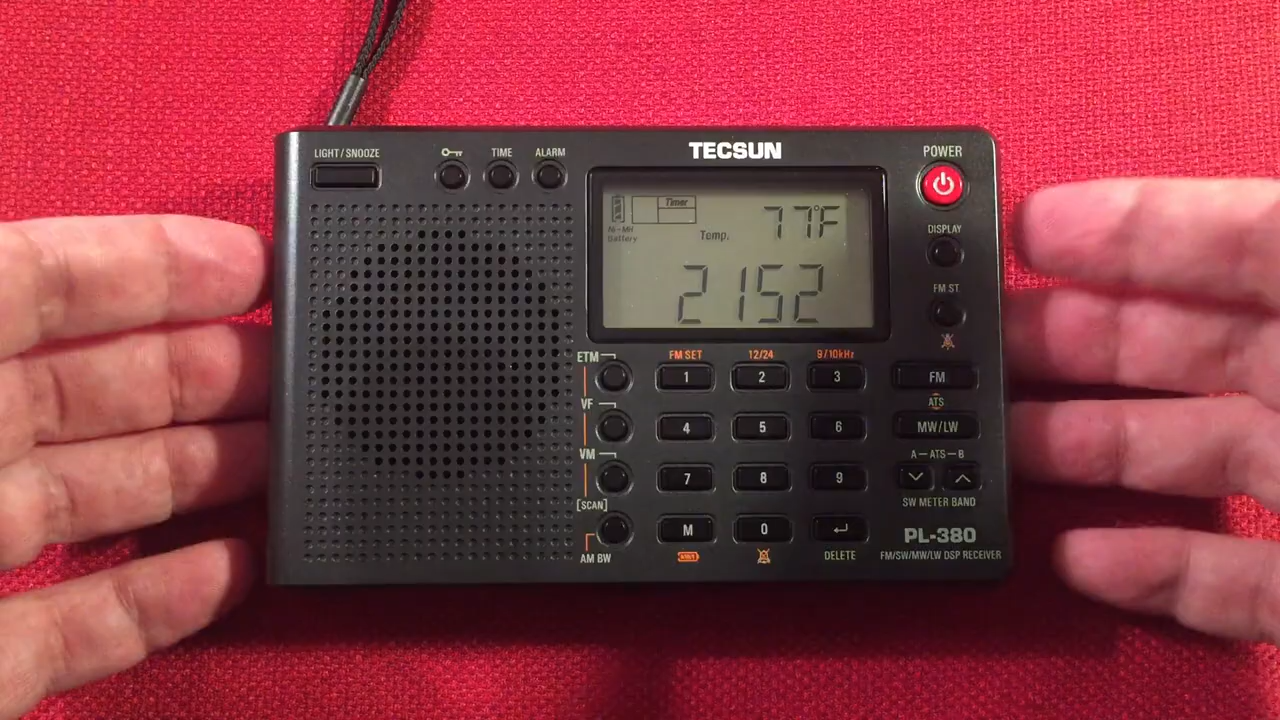 TECSUN
POWER
LIGHT/SNOOZE
TIME
ALARM
Timer
77°F
Ni-MH
Battery
Temp.
2152
DISPLAY
FM ST.
ETM
FM SET
12/24
9/10kHz
1
2
3
FM
ATS
VF
4
5
6
MW/LW
VM
A-ATS-B
7
8
9
[SCAN]
SW METER BAND
M
0
PL-380
AM BW
DELETE
FM/SW/MW/LW DSP RECEIVER